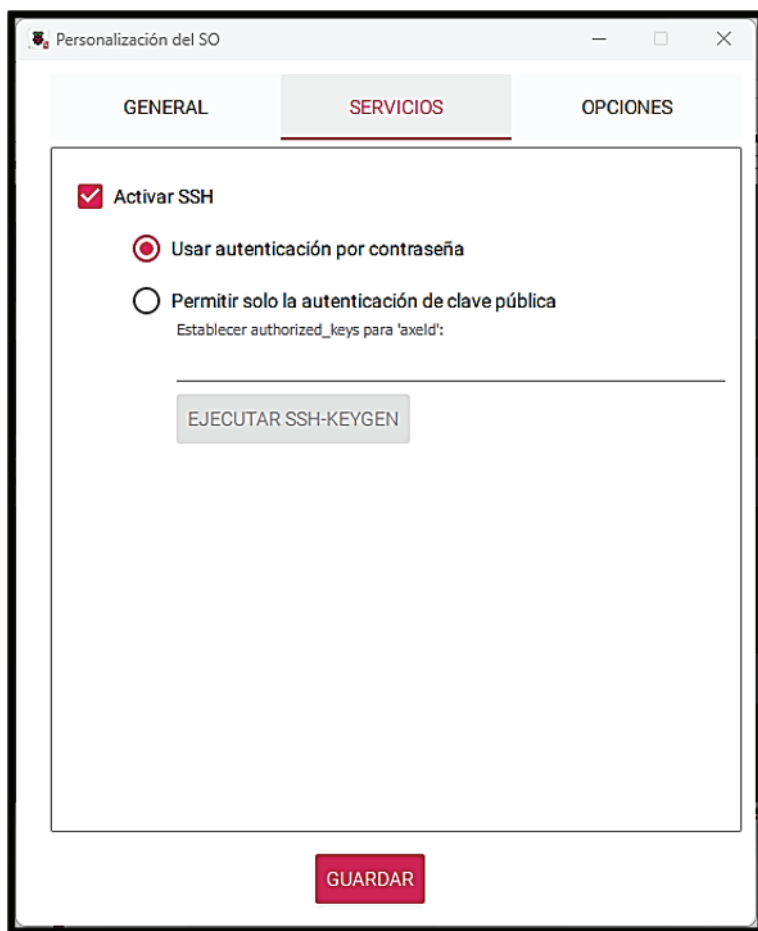 Personalización del SO
GENERAL SERVICIOS OPCIONES
Activar SSH
Usar autenticación por contraseña
Permitir solo la autenticación de clave pública
Establecer authorized_keys para 'axeld':
EJECUTAR SSH-KEYGEN
GUARDAR